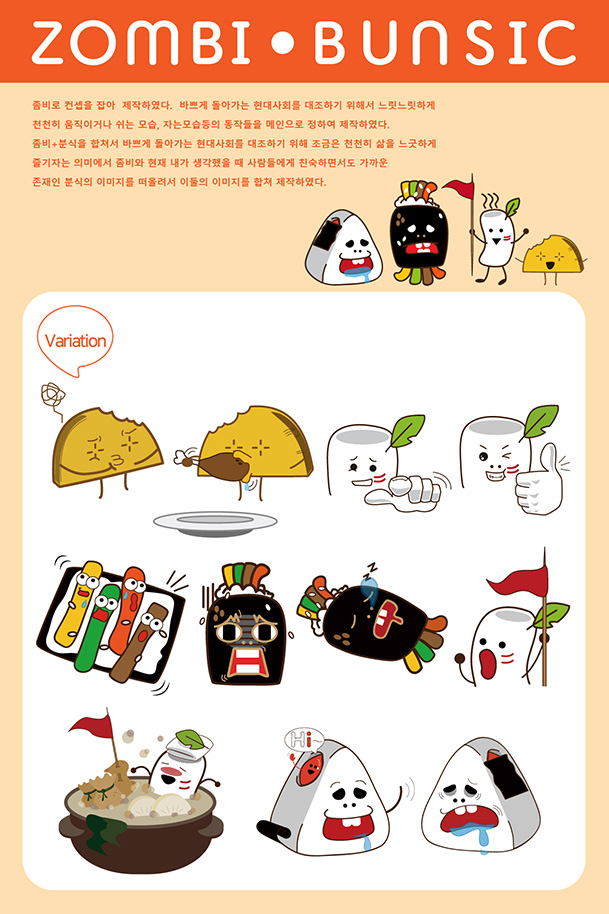 ZOMBI • BUNSIC
좀비로 컨셉을 잡아 제작하였다. 바쁘게 돌아가는 현대사회를 대조하기 위해서 느릿느릿하게
천천히 움직이거나 쉬는 모습, 자는모습등의 동작들을 메인으로 정하여 제작하였다.
좀비+분식을 합쳐서 바쁘게 돌아가는 현대사회를 대조하기 위해 조금은 천천히 삶을 느긋하게
즐기자는 의미에서 좀비와 현재 내가 생각했을 때 사람들에게 친숙하면서도 가까운
존재인 분식의 이미지를 떠올려서 이둘의 이미지를 합쳐 제작하였다.
Variation
zZ
Hi~